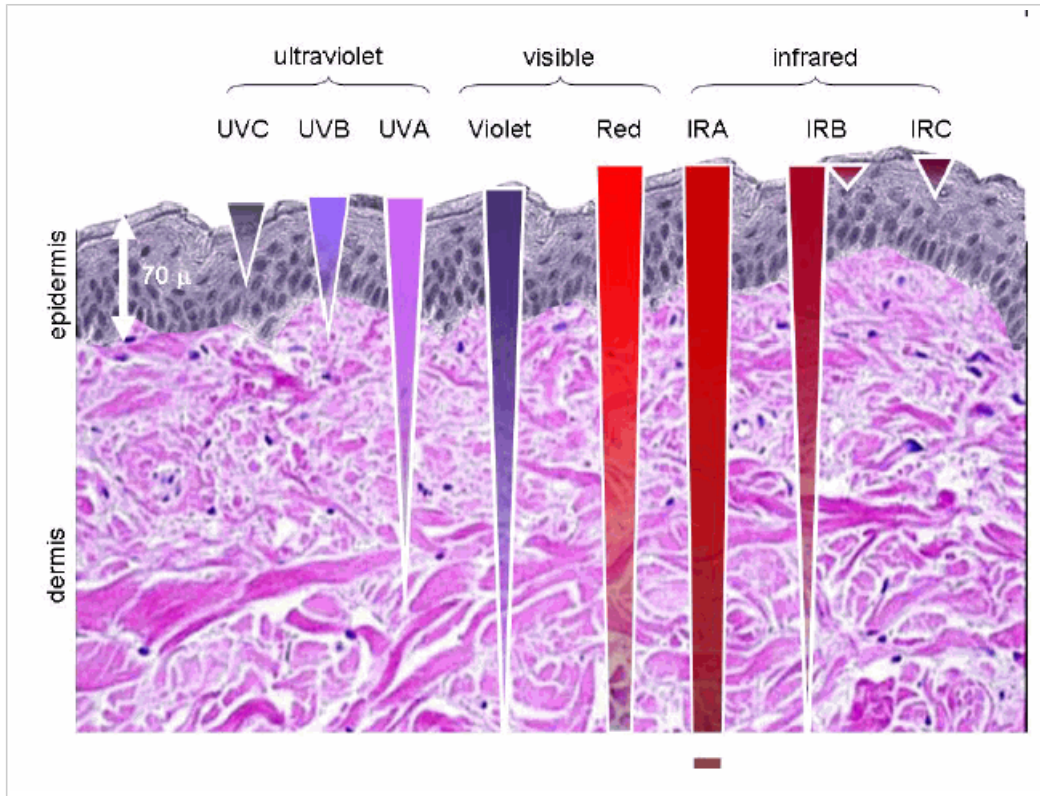 ultraviolet visible infrared
UVC UVB UVA Violet Red IRA IRB IRC
epidermis
70 μ
dermis